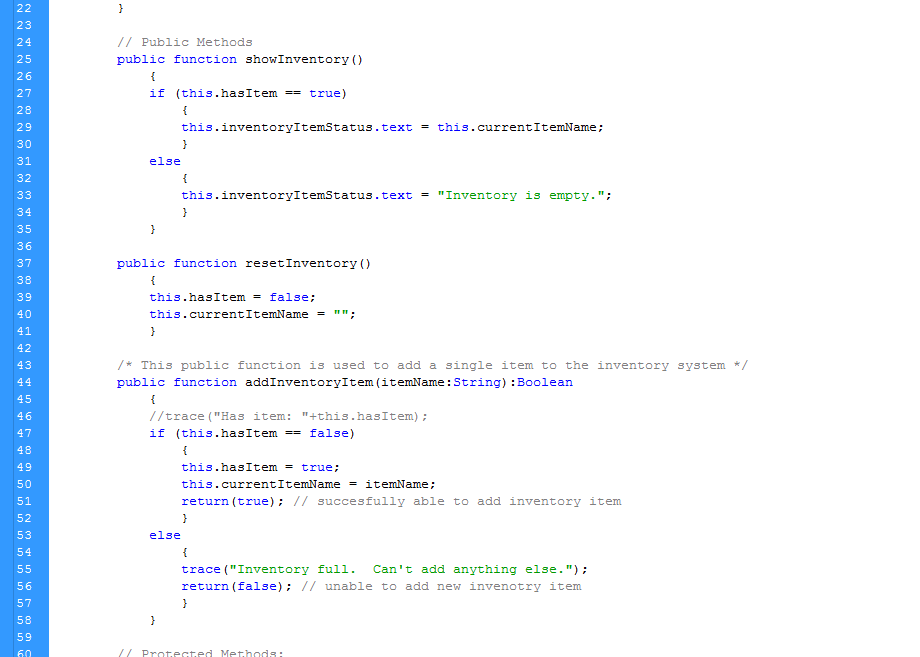 22 }
23
24 // Public Methods
25 public function showInventory()
26 {
27 if (this.hasItem == true)
28 {
29 this.inventoryItemStatus.text = this.currentItemName;
30 }
31 else
32 {
33 this.inventoryItemStatus.text = "Inventory is empty.";
34 }
35 }
36
37 public function resetInventory()
38 {
39 this.hasItem = false;
40 this.currentItemName = "";
41 }
42
43 /* This public function is used to add a single item to the inventory system */
44 public function addInventoryItem(itemName:String):Boolean
45 {
46 //trace("Has item: "+this.hasItem);
47 if (this.hasItem == false)
48 {
49 this.hasItem = true;
50 this.currentItemName = itemName;
51 return(true); // succesfully able to add inventory item
52 }
53 else
54 {
55 trace("Inventory full.  Can't add anything else.");
56 return(false); // unable to add new invenotry item
57 }
58 }
59
60 // Protected Methods: